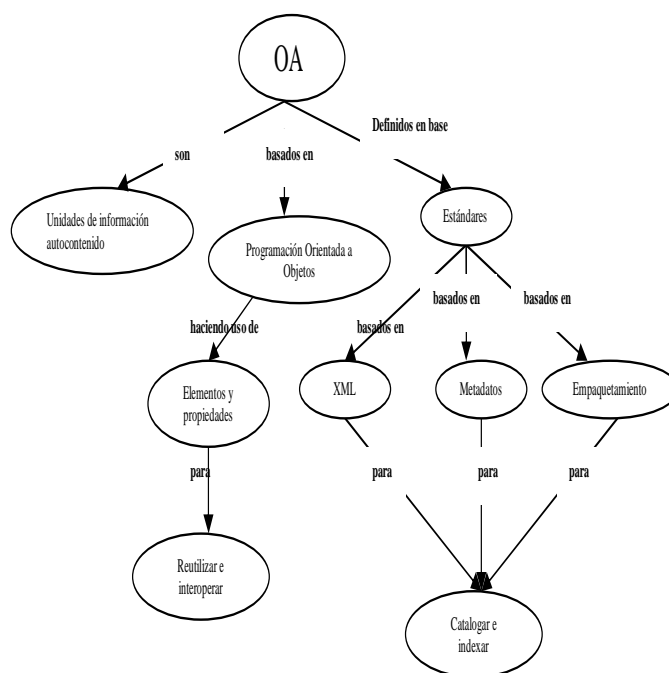 OA
Definidos en base
son
basados en
Unidades de información
autocontenido
Estándares
Programación Orientada a
Objetos
haciendo uso de
basados en
basados en
basados en
Elementos y
propiedades
XML
Metadatos
Empaquetamiento
para
para
para
para
Reutilizar e
interoperar
Catalogar e
indexar